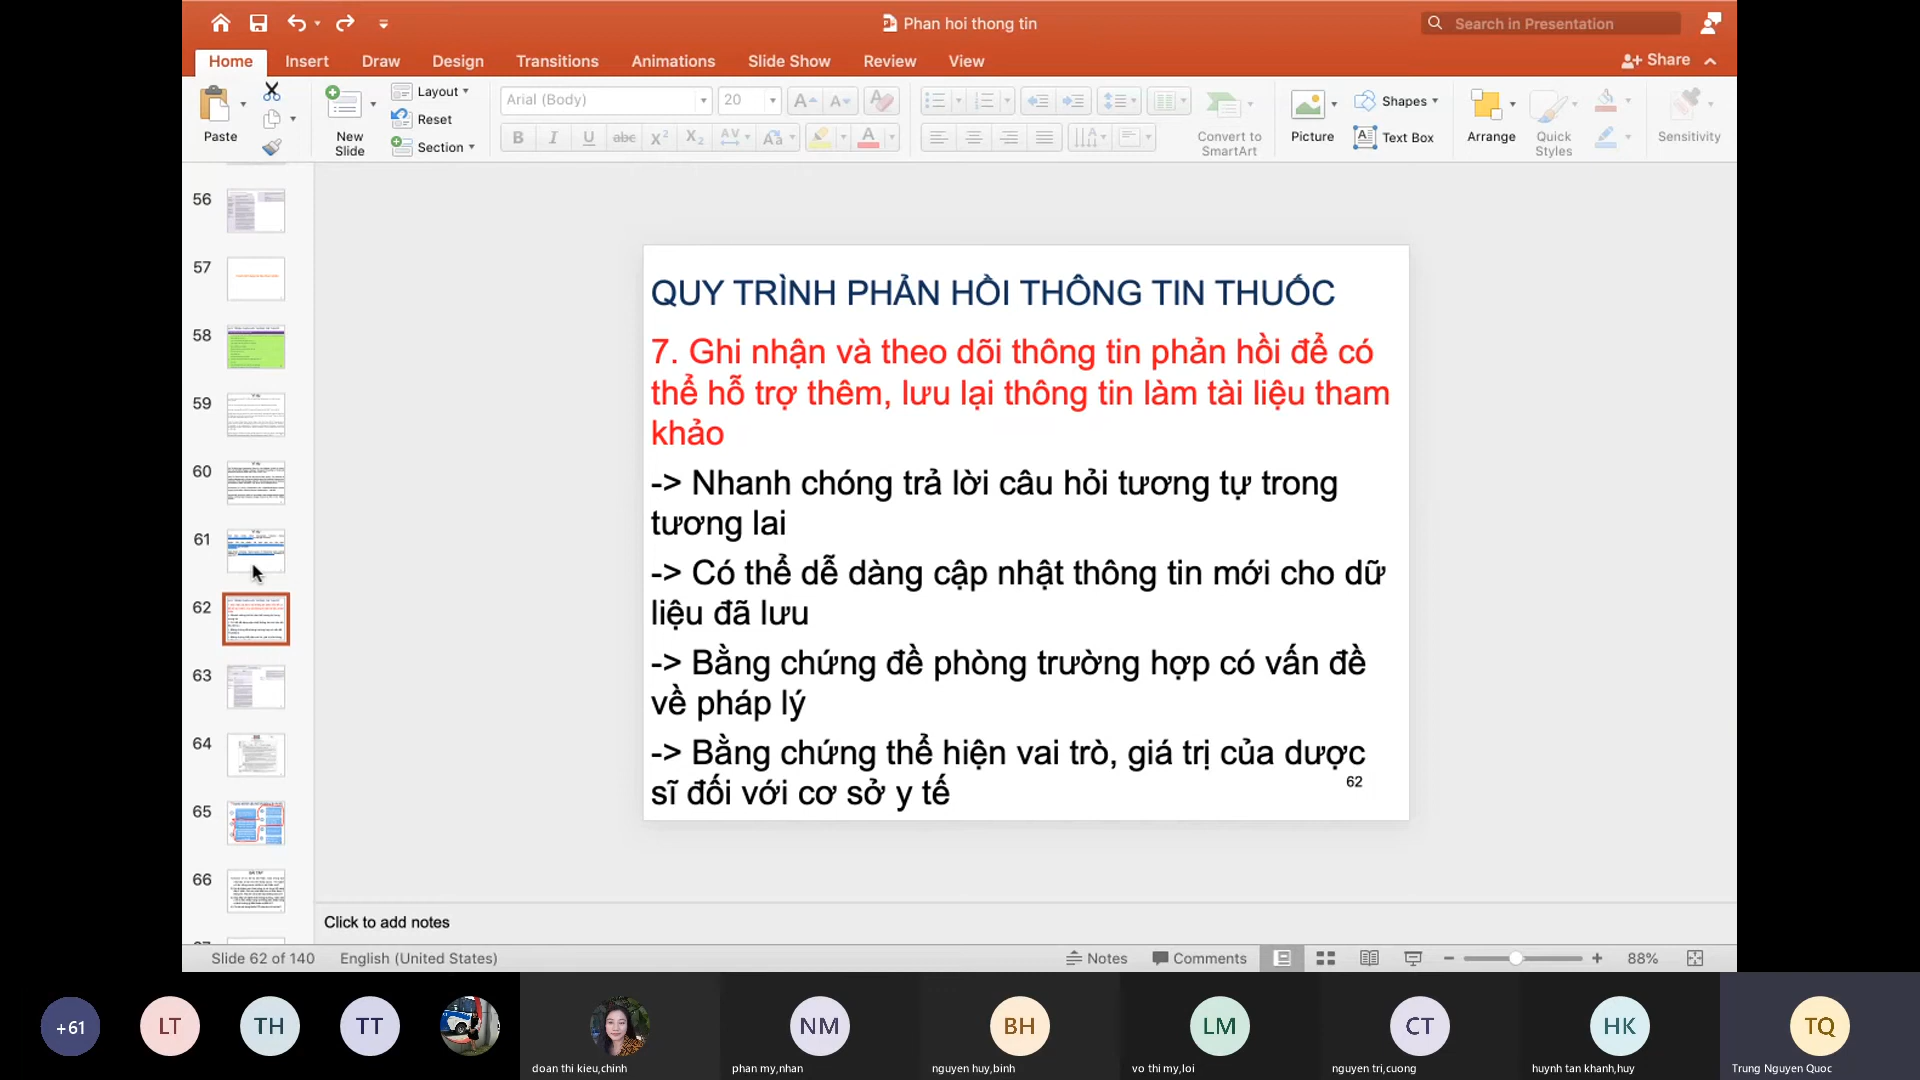 Phan hoi thong tin
Search in Presentation
Home Insert Draw Design Transitions Animations Slide Show Review View
Share
Paste
New Slide
Layout
Reset
Section
Arial (Body)
20
Convert to SmartArt
Picture
Shapes
Text Box
Arrange
Quick Styles
Sensitivity
56
57
58
59
60
61
62
63
64
65
66
QUY TRÌNH PHẢN HỒI THÔNG TIN THUỐC
7. Ghi nhận và theo dõi thông tin phản hồi để có
thể hỗ trợ thêm, lưu lại thông tin làm tài liệu tham
khảo
-> Nhanh chóng trả lời câu hỏi tương tự trong
tương lai
-> Có thể dễ dàng cập nhật thông tin mới cho dữ
liệu đã lưu
-> Bằng chứng đề phòng trường hợp có vấn đề
về pháp lý
-> Bằng chứng thể hiện vai trò, giá trị của dược
sĩ đối với cơ sở y tế
62
Click to add notes
Slide 62 of 140
English (United States)
Notes
Comments
88%
+61
LT
TH
TT
NM
BH
LM
CT
HK
TQ
doan thi kieu,chinh
phan my,nhan
nguyen huy,binh
vo thi my,loi
nguyen tri,cuong
huynh tan khanh,huy
Trung Nguyen Quoc